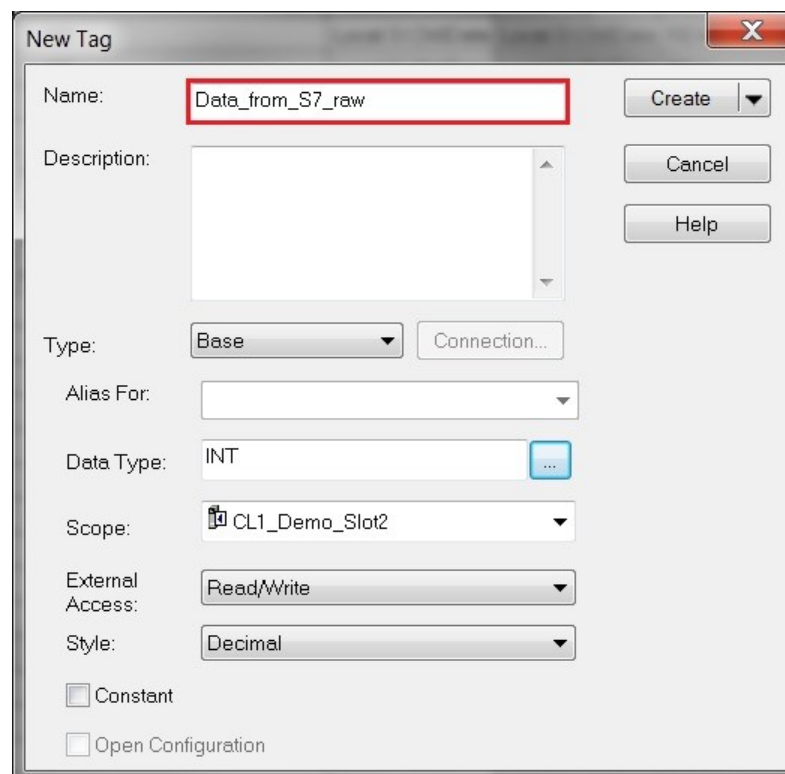 New Tag
Name: Data_from_S7_raw Create
Description: Cancel
Help
Type: Base Connection...
Alias For:
Data Type: INT ...
Scope: CL1_Demo_Slot2
External Access: Read/Write
Style: Decimal
Constant
Open Configuration